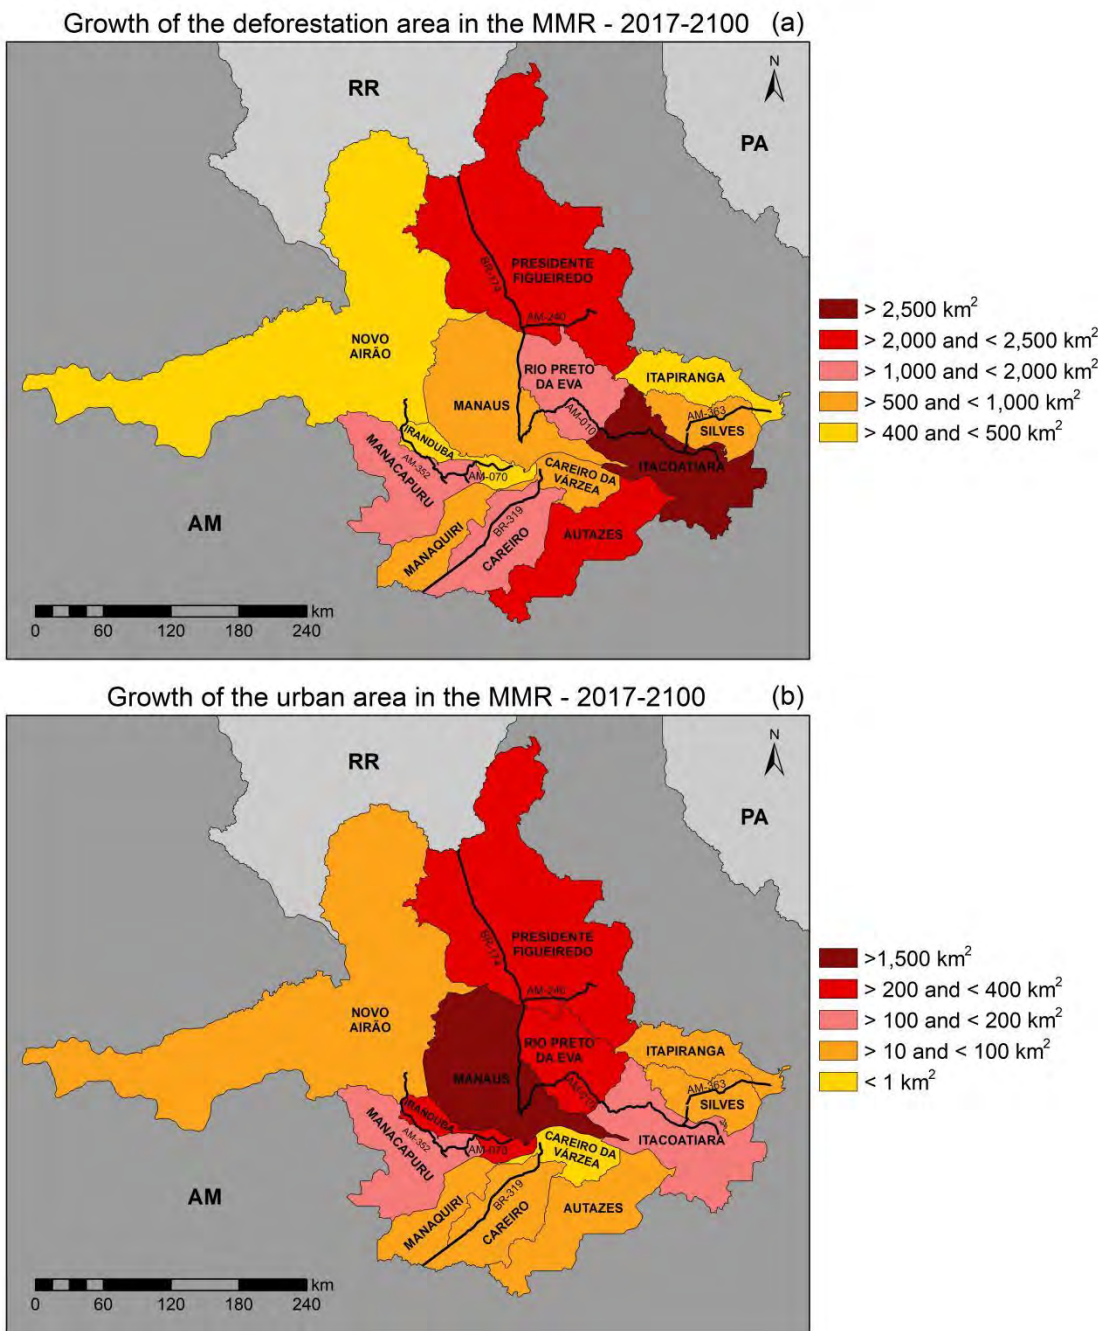 Growth of the deforestation area in the MMR - 2017-2100 (a)
N
RR
PA
BR-174
PRESIDENTE
FIGUEIREDO
AM-240
NOVO
AIRÃO
RIO PRETO
DA EVA
ITAPIRANGA
MANAUS
AM-010
AM-363
SILVES
IRANDUBA
ITACOATIARA
MANACAPURU
AM-352
AM-070
CAREIRO DA
VÁRZEA
AM
MANAQUIRI
BR-319
CAREIRO
AUTAZES
km
0 60 120 180 240
> 2,500 km²
> 2,000 and < 2,500 km²
> 1,000 and < 2,000 km²
> 500 and < 1,000 km²
> 400 and < 500 km²
Growth of the urban area in the MMR - 2017-2100 (b)
N
RR
PA
BR-174
PRESIDENTE
FIGUEIREDO
AM-240
NOVO
AIRÃO
RIO PRETO
DA EVA
ITAPIRANGA
MANAUS
AM-010
AM-363
SILVES
IRANDUBA
ITACOATIARA
MANACAPURU
AM-352
AM-070
CAREIRO DA
VÁRZEA
AM
MANAQUIRI
BR-319
CAREIRO
AUTAZES
km
0 60 120 180 240
>1,500 km²
> 200 and < 400 km²
> 100 and < 200 km²
> 10 and < 100 km²
< 1 km²